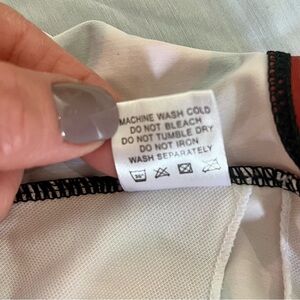 MACHINE WASH COLD
DO NOT BLEACH
DO NOT TUMBLE DRY
DO NOT IRON
WASH SEPARATELY